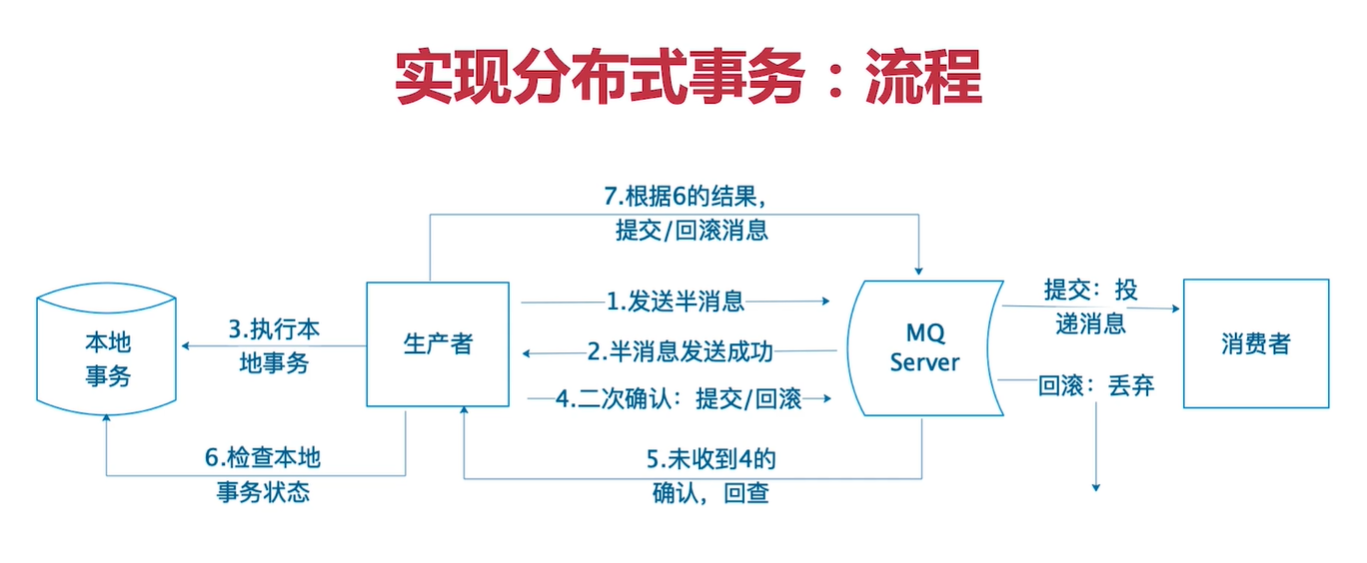 实现分布式事务：流程
7.根据6的结果，
提交/回滚消息
1.发送半消息
提交：投
递消息
3.执行本
地事务
本地
事务
生产者
2.半消息发送成功
MQ
Server
消费者
4.二次确认：提交/回滚
回滚：丢弃
6.检查本地
事务状态
5.未收到4的
确认，回查